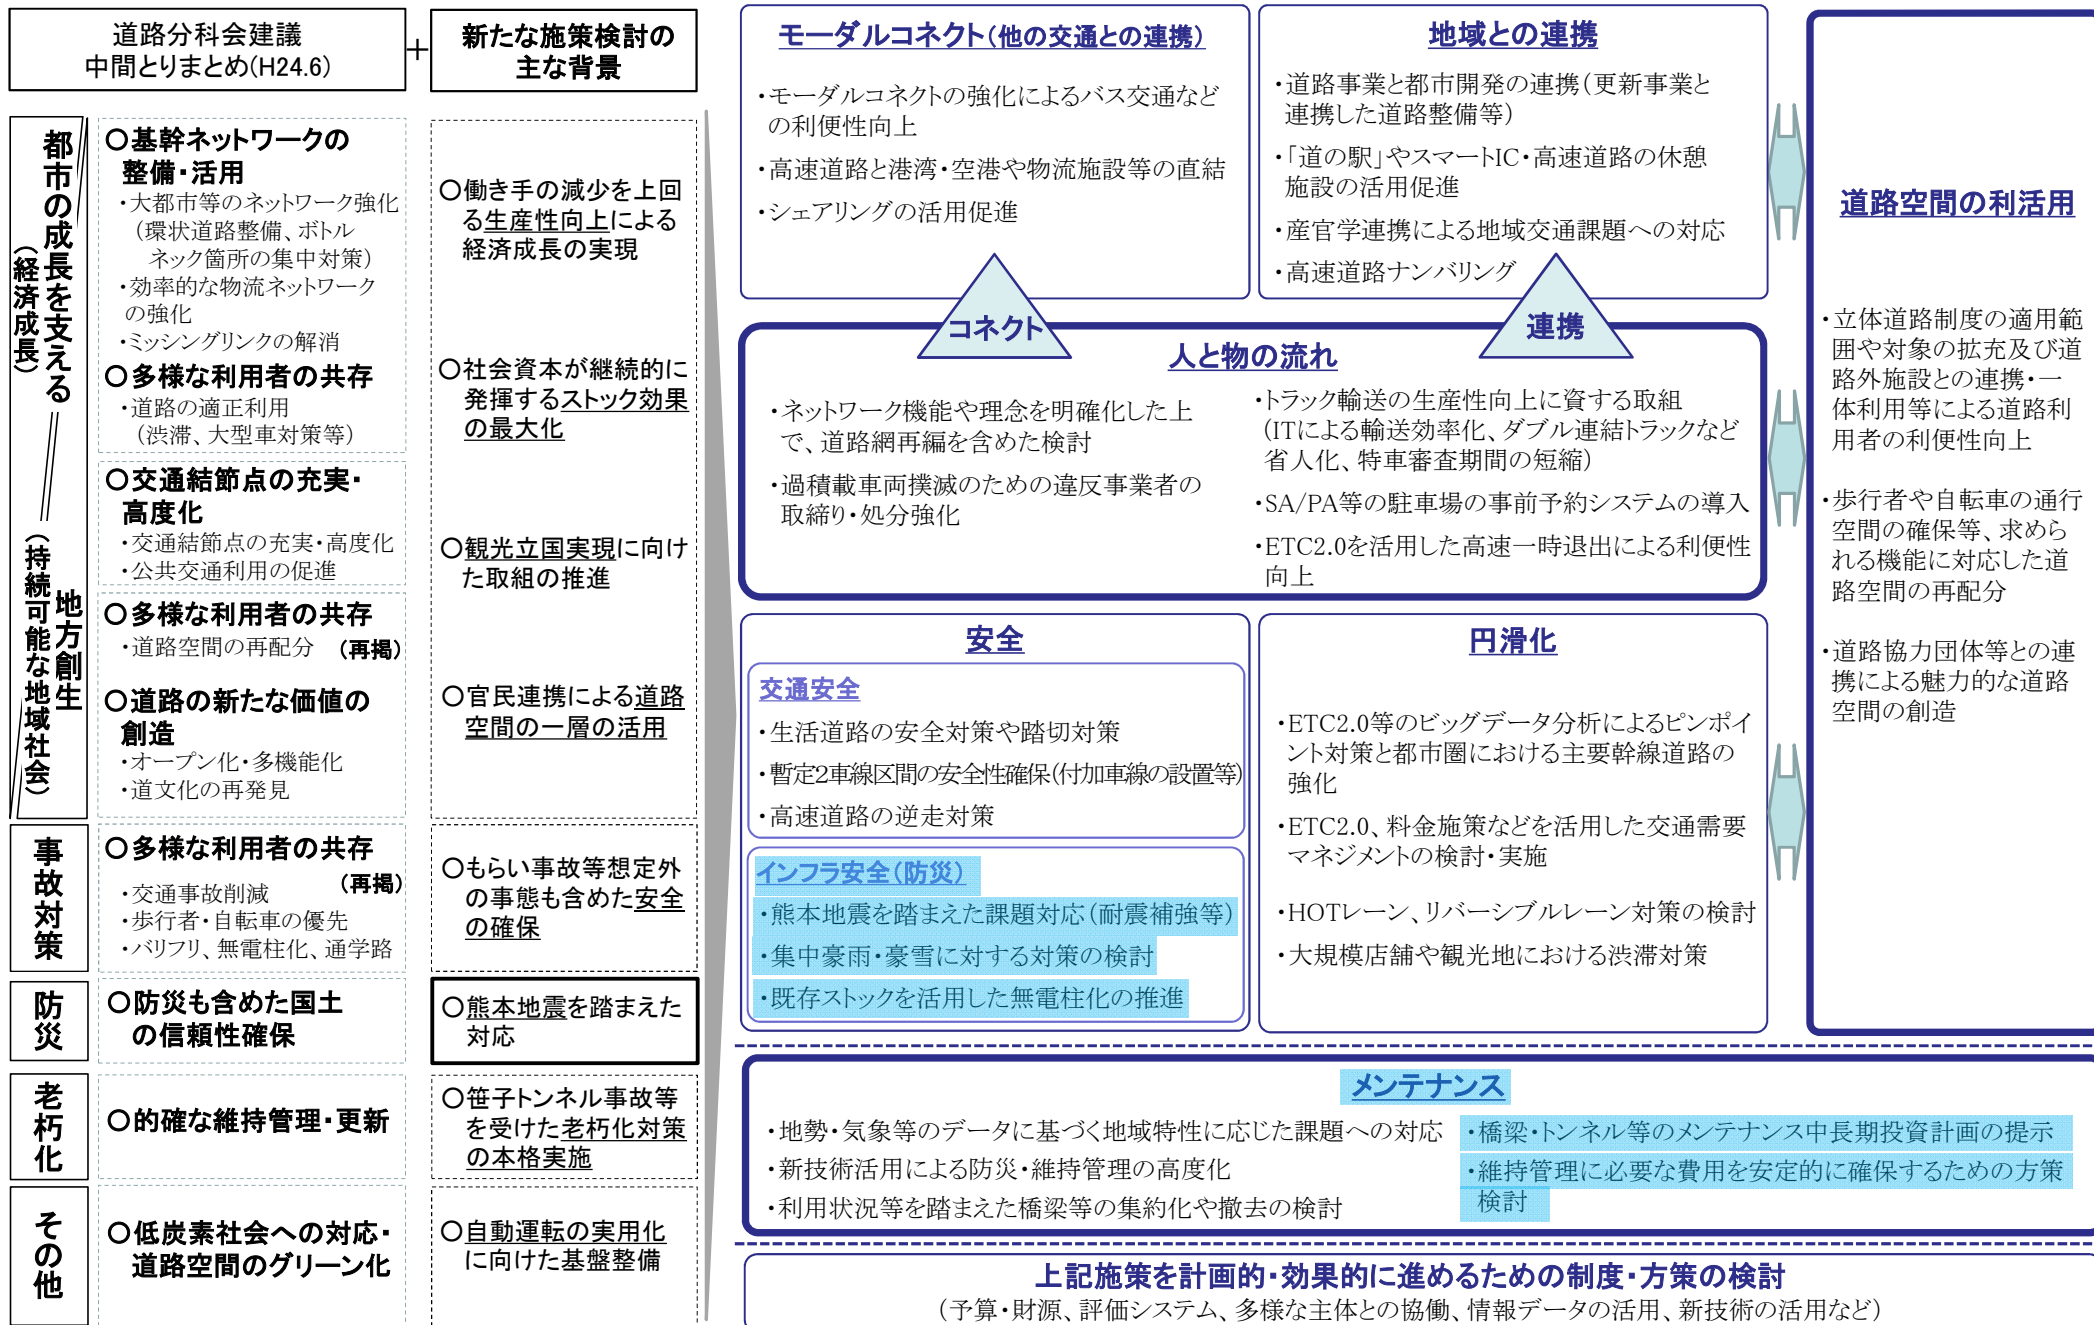 道路分科会建議
中間とりまとめ(H24.6)
＋
新たな施策検討の
主な背景
都市の成長を支える
（経済成長）
地方創生
（持続可能な地域社会）
○基幹ネットワークの
整備・活用
・大都市等のネットワーク強化
（環状道路整備、ボトル
ネック箇所の集中対策）
・効率的な物流ネットワーク
の強化
・ミッシングリンクの解消
○多様な利用者の共存
・道路の適正利用
（渋滞、大型車対策等）
○交通結節点の充実・
高度化
・交通結節点の充実・高度化
・公共交通利用の促進
○多様な利用者の共存
・道路空間の再配分 （再掲）
○道路の新たな価値の
創造
・オープン化・多機能化
・道文化の再発見
○働き手の減少を上回
る生産性向上による
経済成長の実現
○社会資本が継続的に
発揮するストック効果
の最大化
○観光立国実現に向け
た取組の推進
○官民連携による道路
空間の一層の活用
事故対策
○多様な利用者の共存
（再掲）
・交通事故削減
・歩行者・自転車の優先
・バリフリ、無電柱化、通学路
○もらい事故等想定外
の事態も含めた安全
の確保
防災
○防災も含めた国土
の信頼性確保
○熊本地震を踏まえた
対応
老朽化
○的確な維持管理・更新
○笹子トンネル事故等
を受けた老朽化対策
の本格実施
その他
○低炭素社会への対応・
道路空間のグリーン化
○自動運転の実用化
に向けた基盤整備
モーダルコネクト（他の交通との連携）
・モーダルコネクトの強化によるバス交通など
の利便性向上
・高速道路と港湾・空港や物流施設等の直結
・シェアリングの活用促進
地域との連携
・道路事業と都市開発の連携（更新事業と
連携した道路整備等）
・「道の駅」やスマートIC・高速道路の休憩
施設の活用促進
・産官学連携による地域交通課題への対応
・高速道路ナンバリング
コネクト
連携
人と物の流れ
・ネットワーク機能や理念を明確化した上
で、道路網再編を含めた検討
・過積載車両撲滅のための違反事業者の
取締り・処分強化
・トラック輸送の生産性向上に資する取組
（ITによる輸送効率化、ダブル連結トラックなど
省人化、特車審査期間の短縮）
・SA/PA等の駐車場の事前予約システムの導入
・ETC2.0を活用した高速一時退出による利便性
向上
安全
交通安全
・生活道路の安全対策や踏切対策
・暫定2車線区間の安全性確保（付加車線の設置等）
・高速道路の逆走対策
インフラ安全（防災）
・熊本地震を踏まえた課題対応（耐震補強等）
・集中豪雨・豪雪に対する対策の検討
・既存ストックを活用した無電柱化の推進
円滑化
・ETC2.0等のビッグデータ分析によるピンポイ
ント対策と都市圏における主要幹線道路の
強化
・ETC2.0、料金施策などを活用した交通需要
マネジメントの検討・実施
・HOTレーン、リバーシブルレーン対策の検討
・大規模店舗や観光地における渋滞対策
道路空間の利活用
・立体道路制度の適用範
囲や対象の拡充及び道
路外施設との連携・一
体利用等による道路利
用者の利便性向上
・歩行者や自転車の通行
空間の確保等、求めら
れる機能に対応した道
路空間の再配分
・道路協力団体等との連
携による魅力的な道路
空間の創造
メンテナンス
・地勢・気象等のデータに基づく地域特性に応じた課題への対応
・新技術活用による防災・維持管理の高度化
・利用状況等を踏まえた橋梁等の集約化や撤去の検討
・橋梁・トンネル等のメンテナンス中長期投資計画の提示
・維持管理に必要な費用を安定的に確保するための方策
検討
上記施策を計画的・効果的に進めるための制度・方策の検討
（予算・財源、評価システム、多様な主体との協働、情報データの活用、新技術の活用など）